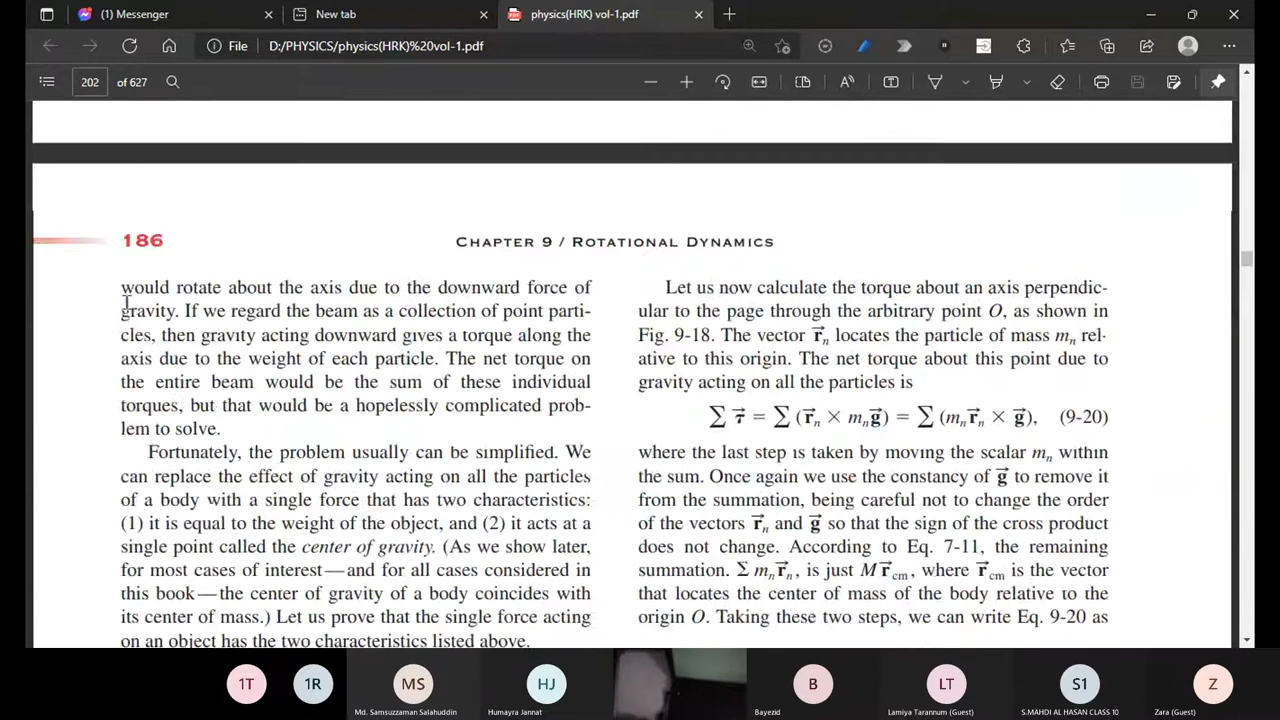 (1) Messenger
New tab
physics(HRK) vol-1.pdf
File
D:/PHYSICS/physics(HRK)%20vol-1.pdf
202 of 627
186
CHAPTER 9 / ROTATIONAL DYNAMICS
would rotate about the axis due to the downward force of
gravity. If we regard the beam as a collection of point parti-
cles, then gravity acting downward gives a torque along the
axis due to the weight of each particle. The net torque on
the entire beam would be the sum of these individual
torques, but that would be a hopelessly complicated prob-
lem to solve.
Fortunately, the problem usually can be simplified. We
can replace the effect of gravity acting on all the particles
of a body with a single force that has two characteristics:
(1) it is equal to the weight of the object, and (2) it acts at a
single point called the center of gravity. (As we show later,
for most cases of interest—and for all cases considered in
this book—the center of gravity of a body coincides with
its center of mass.) Let us prove that the single force acting
on an object has the two characteristics listed above.
Let us now calculate the torque about an axis perpendic-
ular to the page through the arbitrary point O, as shown in
Fig. 9-18. The vector r⃗ₙ locates the particle of mass mₙ rel-
ative to this origin. The net torque about this point due to
gravity acting on all the particles is
∑ τ⃗ = ∑ (r⃗ₙ × mₙg⃗) = ∑ (mₙr⃗ₙ × g⃗), (9-20)
where the last step is taken by moving the scalar mₙ within
the sum. Once again we use the constancy of g⃗ to remove it
from the summation, being careful not to change the order
of the vectors r⃗ₙ and g⃗ so that the sign of the cross product
does not change. According to Eq. 7-11, the remaining
summation. ∑ mₙr⃗ₙ, is just Mr⃗cm, where r⃗cm is the vector
that locates the center of mass of the body relative to the
origin O. Taking these two steps, we can write Eq. 9-20 as
1T
1R
MS
HJ
B
LT
S1
Z
Md. Samsuzzaman Salahuddin
Humayra Jannat
Bayezid
Lamiya Tarannum (Guest)
S.MAHDI AL HASAN CLASS 10
Zara (Guest)